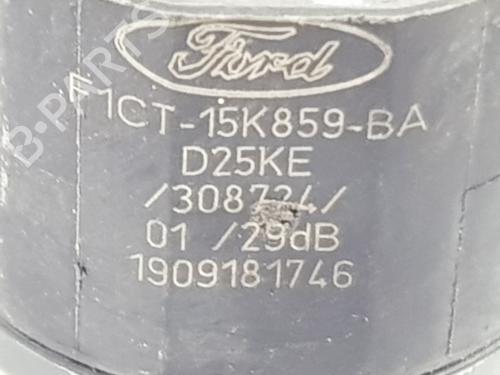 Ford
F1CT-15K859-BA
D25KE
/308724/
01 /29dB
1909181746
B-PARTS